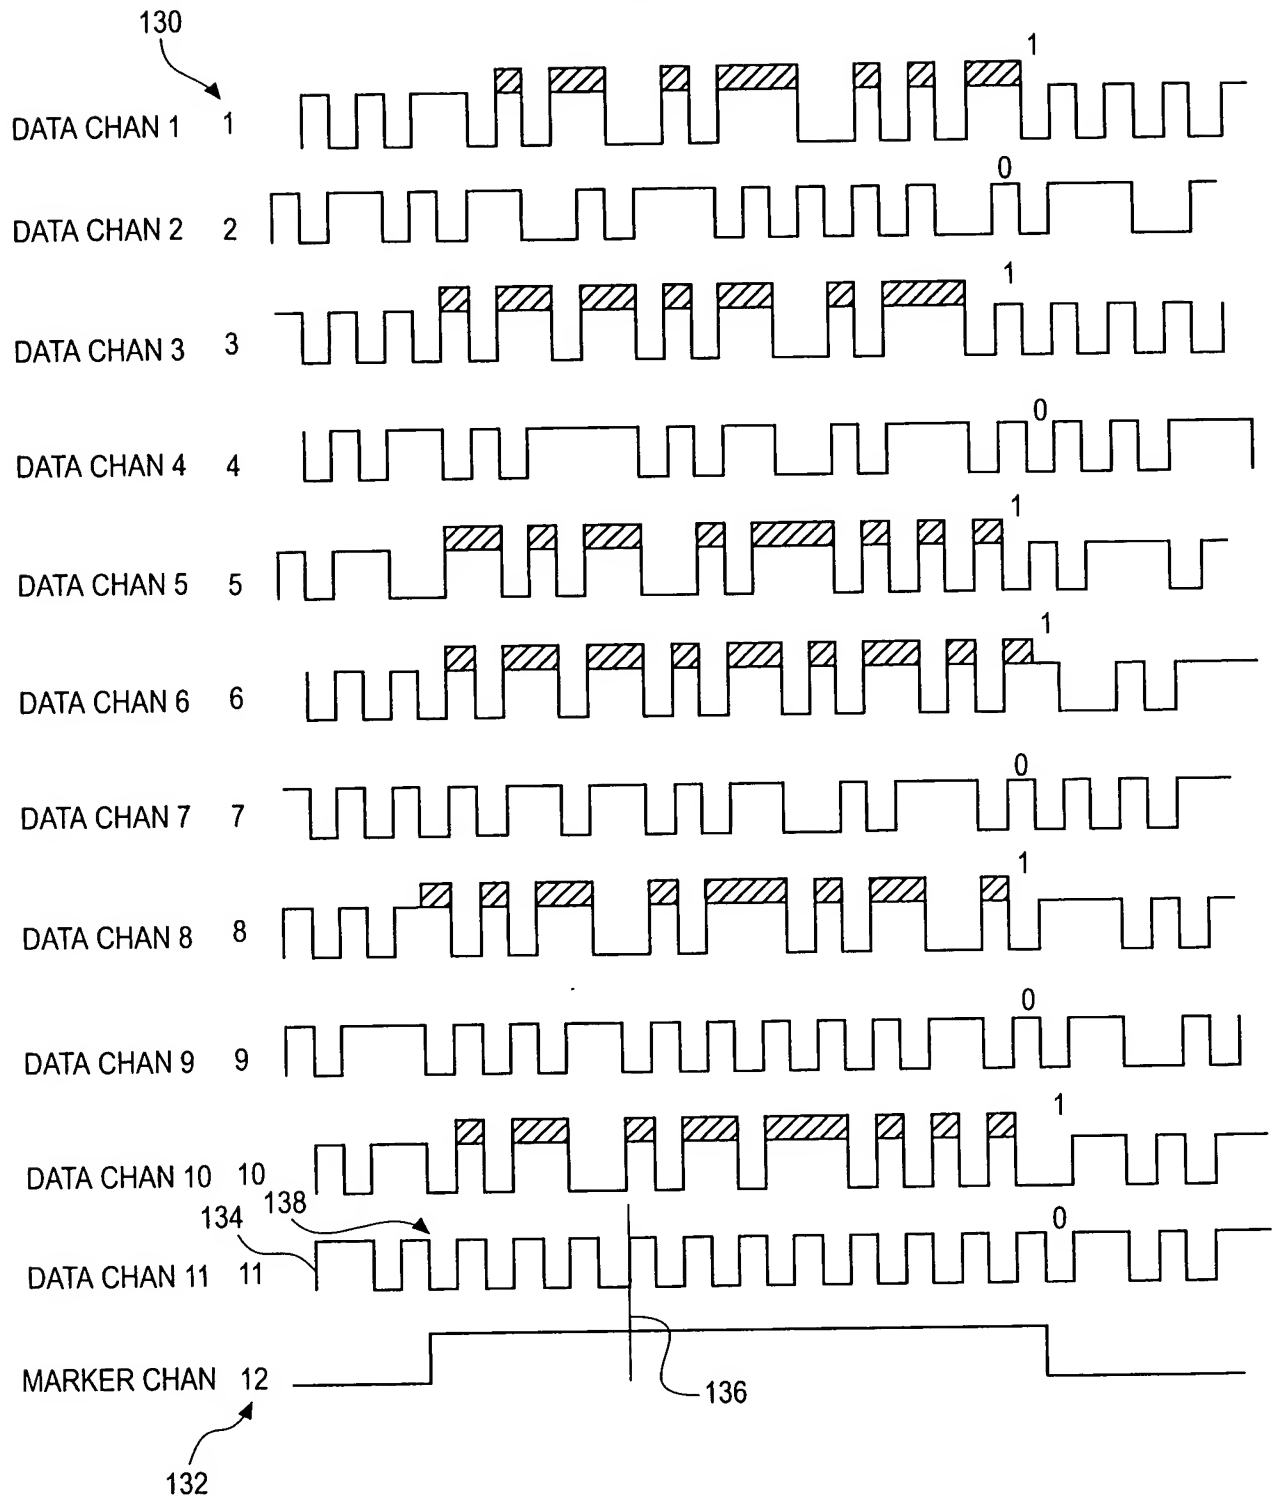 130
1
DATA CHAN 1 1
0
DATA CHAN 2 2
1
DATA CHAN 3 3
0
DATA CHAN 4 4
1
DATA CHAN 5 5
1
DATA CHAN 6 6
0
DATA CHAN 7 7
1
DATA CHAN 8 8
0
DATA CHAN 9 9
1
DATA CHAN 10 10
138
134
0
DATA CHAN 11 11
MARKER CHAN 12
136
132